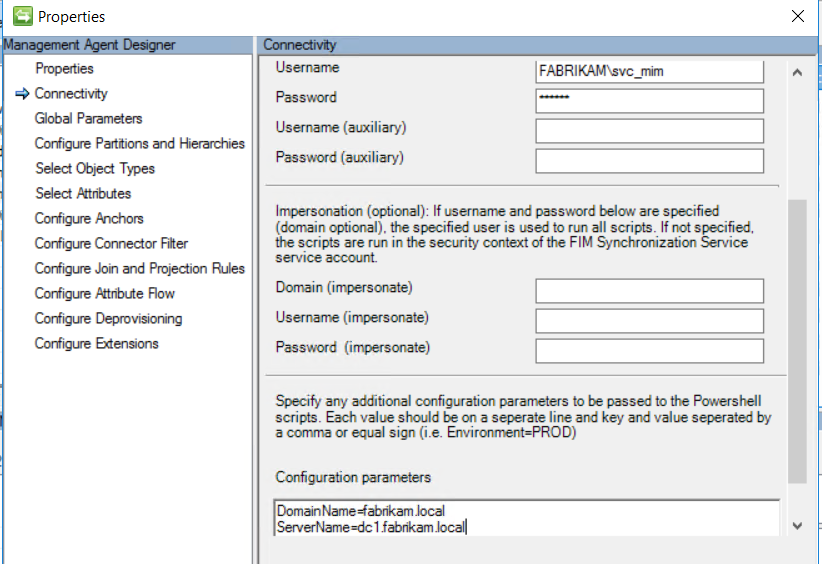 Properties
Management Agent Designer
Properties
Connectivity
Global Parameters
Configure Partitions and Hierarchies
Select Object Types
Select Attributes
Configure Anchors
Configure Connector Filter
Configure Join and Projection Rules
Configure Attribute Flow
Configure Deprovisioning
Configure Extensions
Connectivity
Username
FABRIKAM\svc_mim
Password
******
Username (auxiliary)
Password (auxiliary)
Impersonation (optional): If username and password below are specified
(domain optional), the specified user is used to run all scripts. If not specified,
the scripts are run in the security context of the FIM Synchronization Service
service account.
Domain (impersonate)
Username (impersonate)
Password  (impersonate)
Specify any additional configuration parameters to be passed to the Powershell
scripts. Each value should be on a seperate line and key and value seperated by
a comma or equal sign (i.e. Environment=PROD)
Configuration parameters
DomainName=fabrikam.local
ServerName=dc1.fabrikam.local